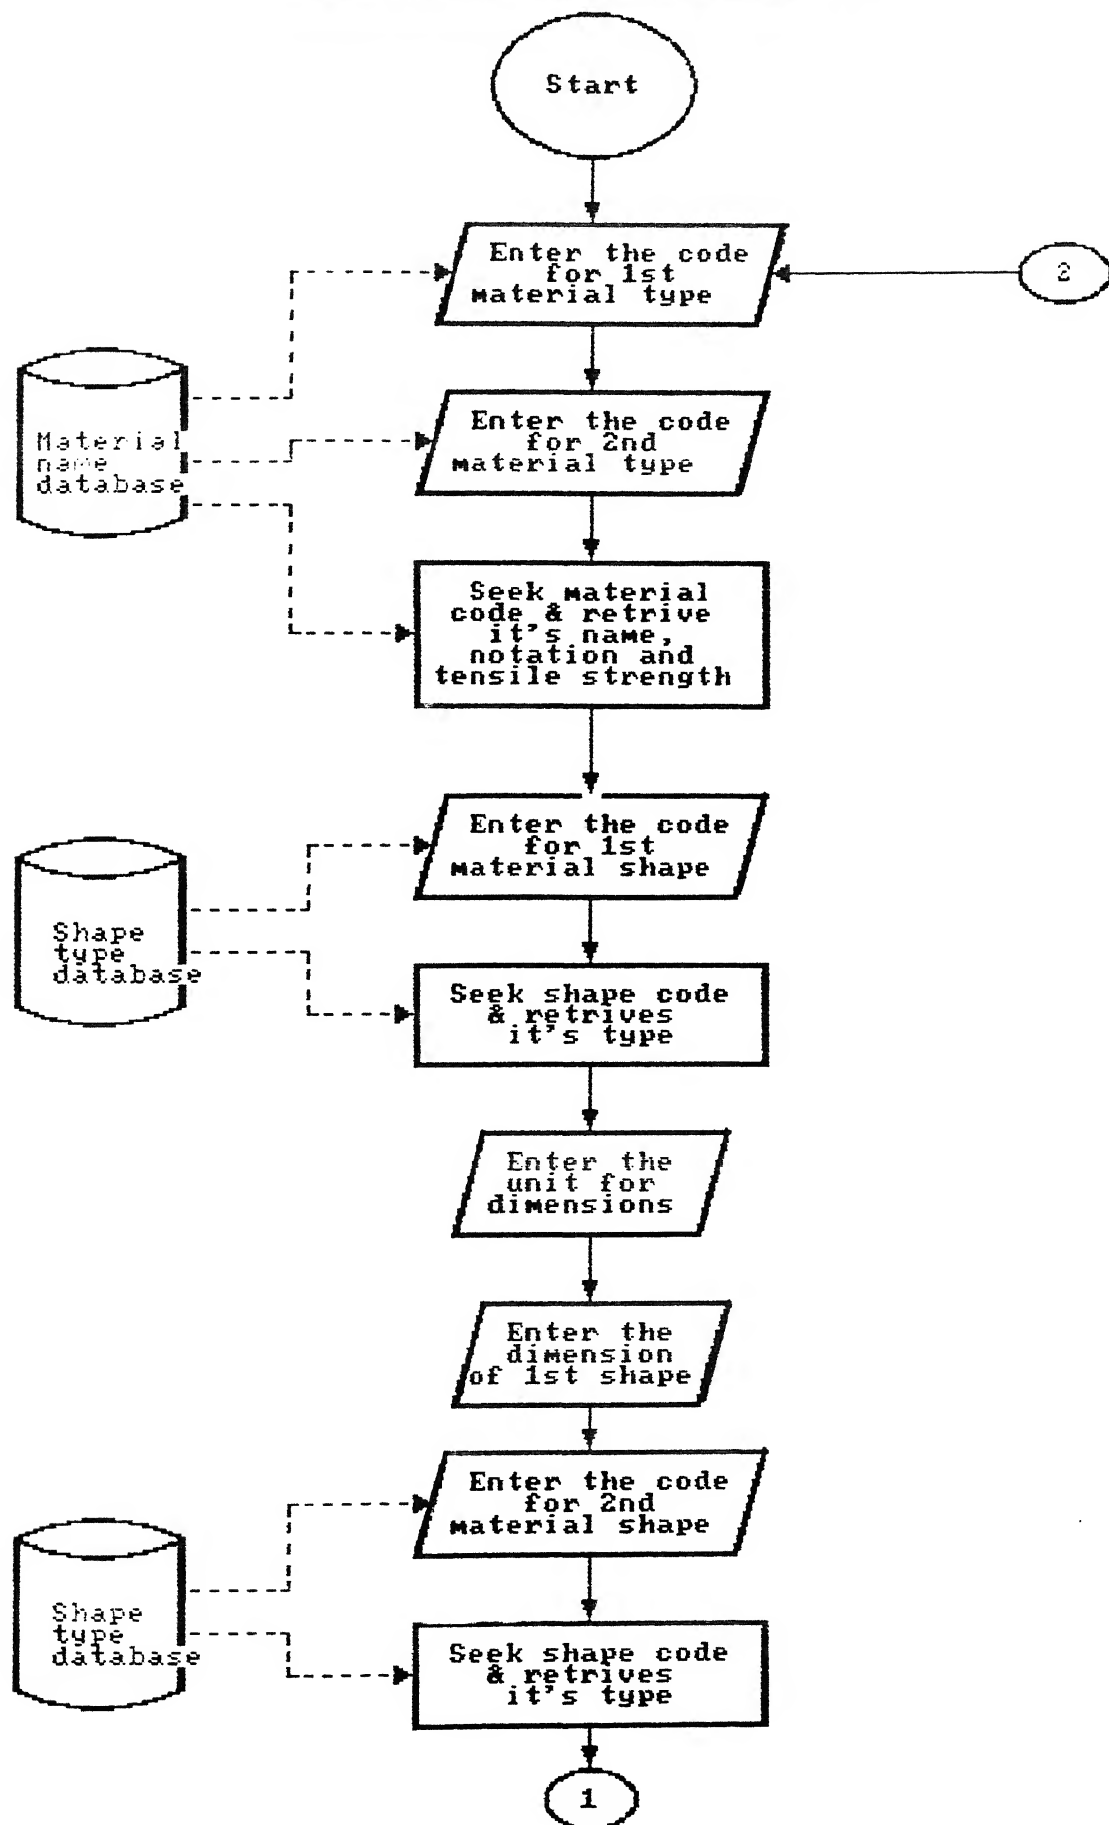 Start
Enter the code
for 1st
Material type
2
Enter the code
for 2nd
Material type
Material
name
database
Seek material
code & retrive
it's name,
notation and
tensile strength
Enter the code
for 1st
Material shape
Shape
type
database
Seek shape code
& retrives
it's type
Enter the
unit for
dimensions
Enter the
dimension
of 1st shape
Enter the code
for 2nd
Material shape
Shape
type
database
Seek shape code
& retrives
it's type
1